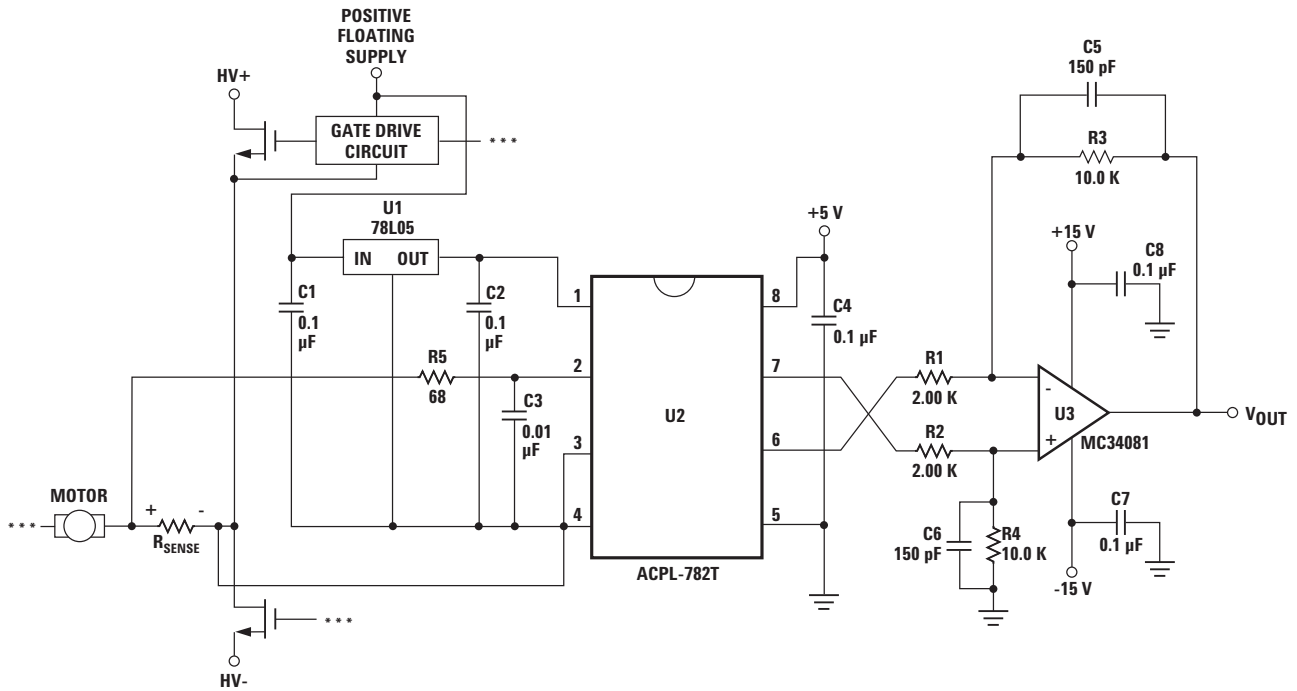 POSITIVE
FLOATING
SUPPLY
HV+
GATE DRIVE
CIRCUIT
***
U1
78L05
IN OUT
C1
0.1
µF
C2
0.1
µF
R5
68
C3
0.01
µF
MOTOR
***
+ -
RSENSE
***
HV-
1
2
3
4
U2
8
7
6
5
ACPL-782T
+5 V
C4
0.1 µF
R1
2.00 K
R2
2.00 K
C5
150 pF
R3
10.0 K
+15 V
C8
0.1 µF
-
U3
+
MC34081
VOUT
C6
150 pF
R4
10.0 K
C7
0.1 µF
-15 V